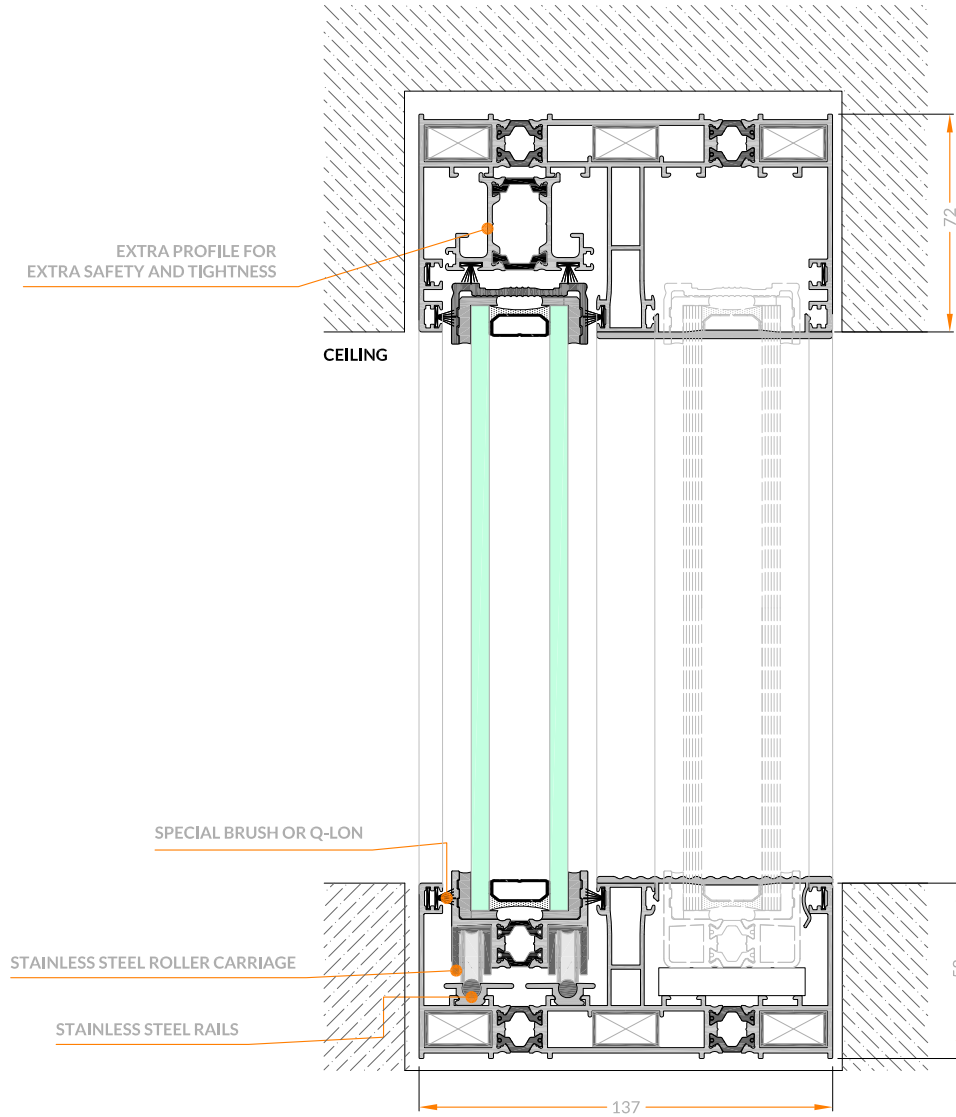 72
EXTRA PROFILE FOR
EXTRA SAFETY AND TIGHTNESS
CEILING
SPECIAL BRUSH OR Q-LON
STAINLESS STEEL ROLLER CARRIAGE
STAINLESS STEEL RAILS
137